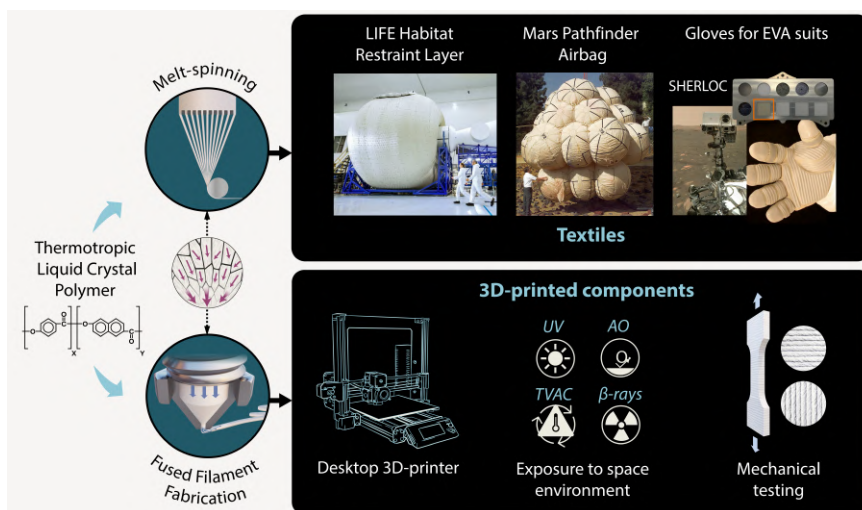 Melt-spinning
Thermotropic
Liquid Crystal
Polymer
O
C
O
X
O
O
C
Y
Fused Filament
Fabrication
LIFE Habitat
Restraint Layer
Mars Pathfinder
Airbag
Gloves for EVA suits
SHERLOC
Textiles
3D-printed components
Desktop 3D-printer
UV
AO
O
TVAC
β-rays
Exposure to space
environment
Mechanical
testing